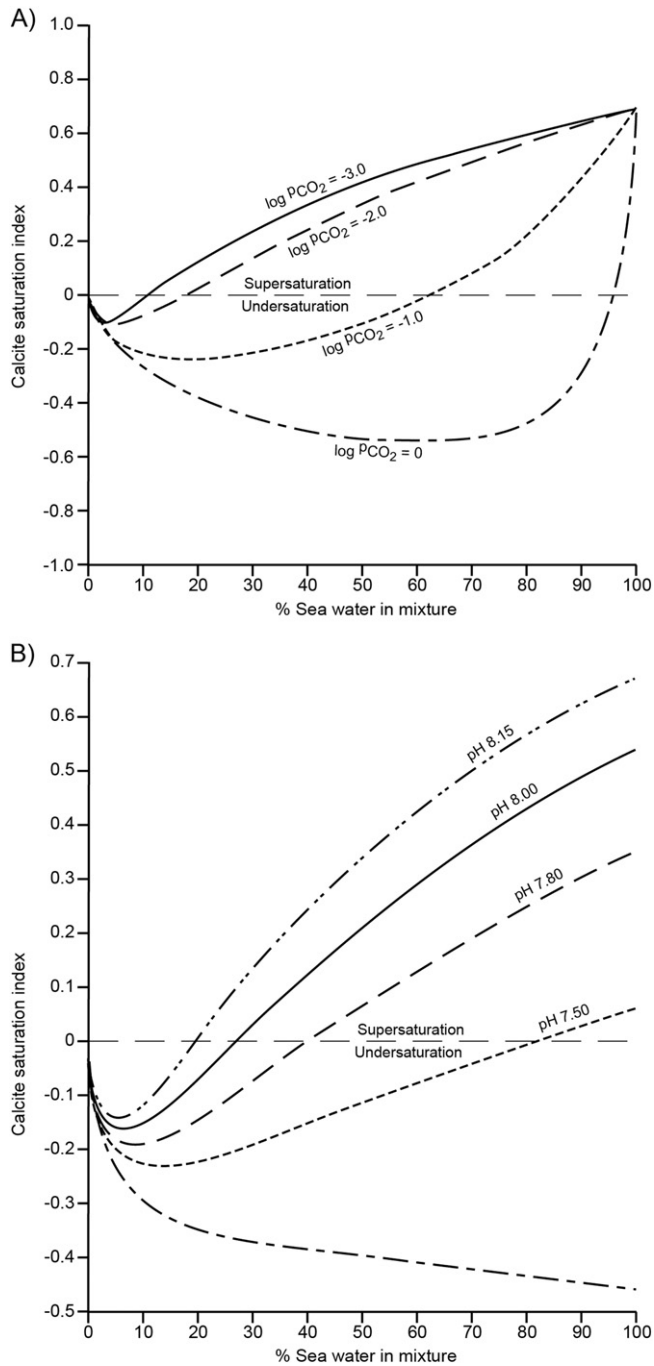 A)
1.0
0.8
0.6
0.4
0.2
0
-0.2
-0.4
-0.6
-0.8
-1.0
Calcite saturation index
log PCO2 = -3.0
log PCO2 = -2.0
Supersaturation
Undersaturation
log PCO2 = -1.0
log PCO2 = 0
0 10 20 30 40 50 60 70 80 90 100
% Sea water in mixture
B)
0.7
0.6
0.5
0.4
0.3
0.2
0.1
0
-0.1
-0.2
-0.3
-0.4
-0.5
Calcite saturation index
pH 8.15
pH 8.00
pH 7.80
Supersaturation
Undersaturation
pH 7.50
0 10 20 30 40 50 60 70 80 90 100
% Sea water in mixture